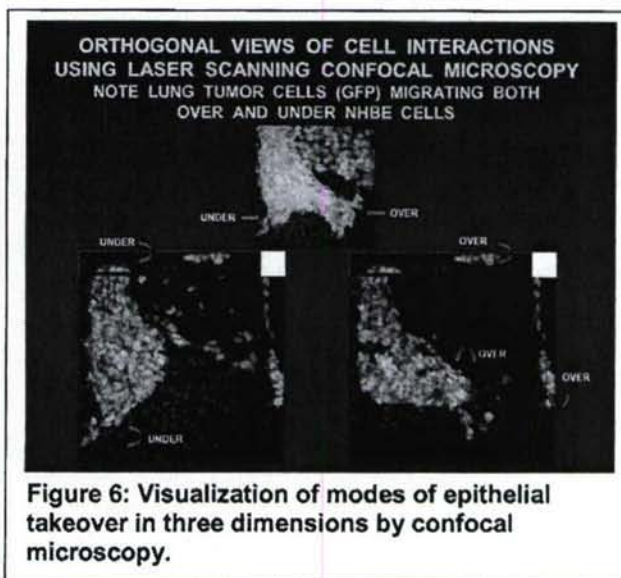 ORTHOGONAL VIEWS OF CELL INTERACTIONS
USING LASER SCANNING CONFOCAL MICROSCOPY
NOTE LUNG TUMOR CELLS (GFP) MIGRATING BOTH
OVER AND UNDER NHBE CELLS
UNDER
OVER
UNDER
OVER
OVER
OVER
UNDER
Figure 6: Visualization of modes of epithelial
takeover in three dimensions by confocal
microscopy.